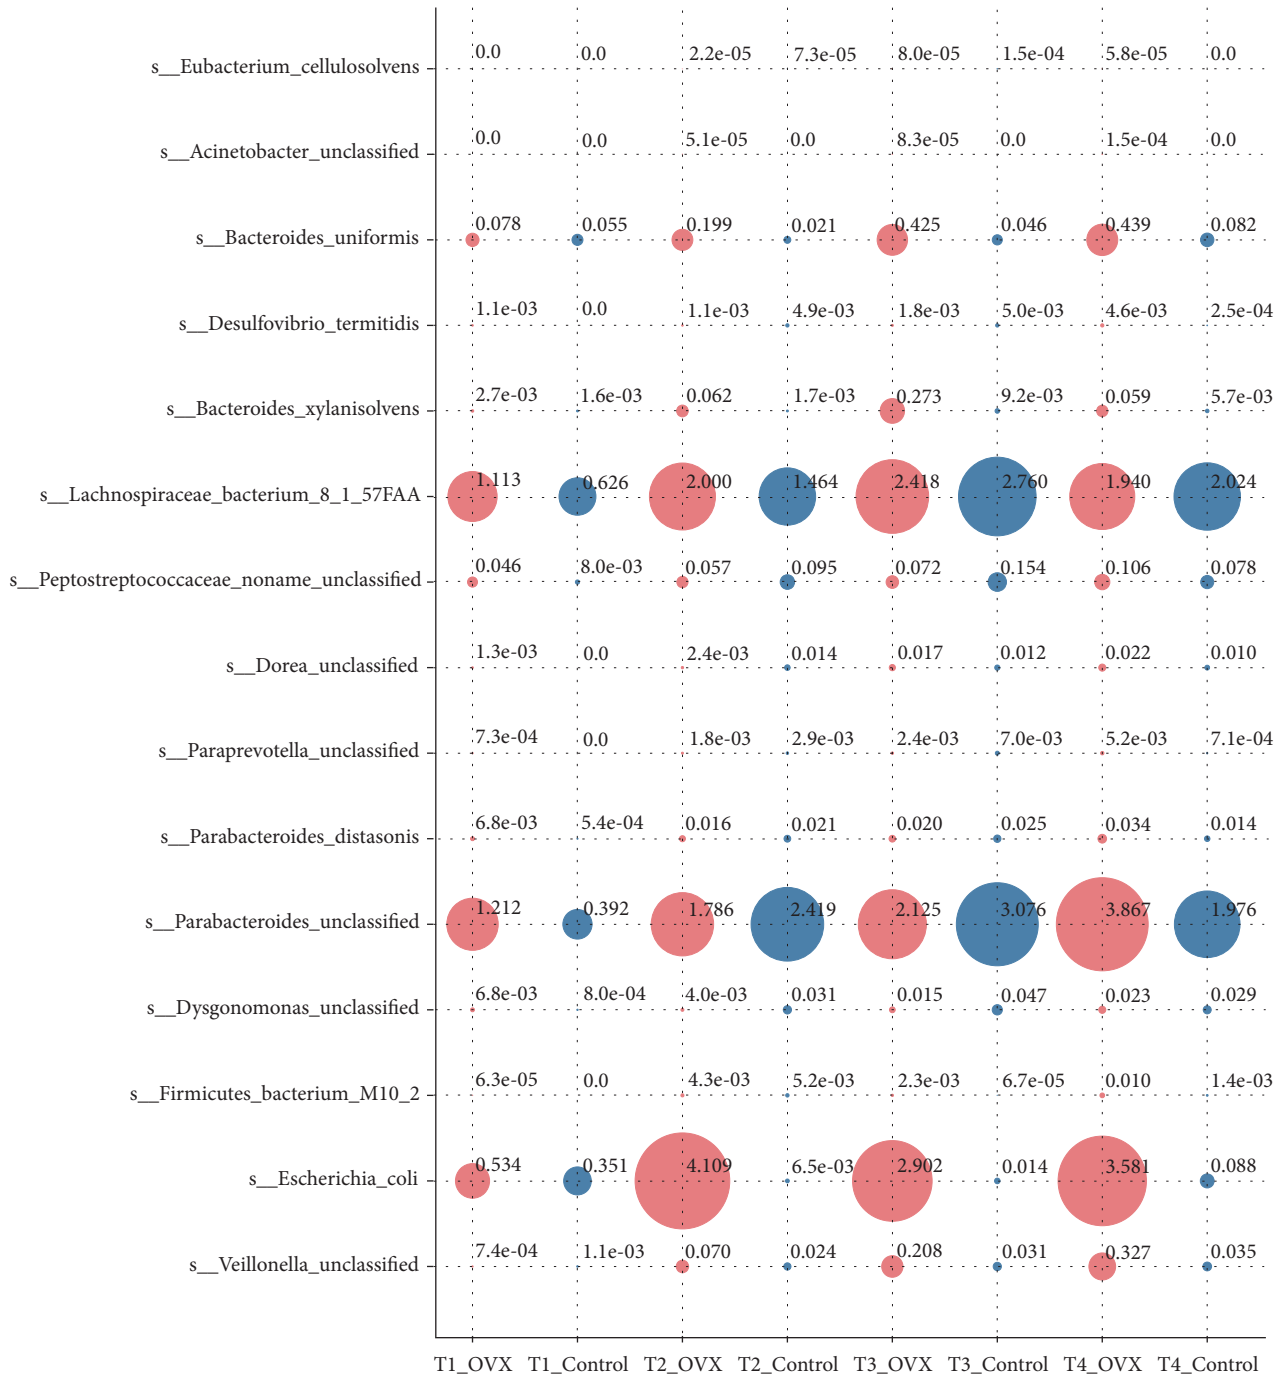 s__Eubacterium_cellulosolvens 0.0 0.0 2.2e-05 7.3e-05 8.0e-05 1.5e-04 5.8e-05 0.0
s__Acinetobacter_unclassified 0.0 0.0 5.1e-05 0.0 8.3e-05 0.0 1.5e-04 0.0
s__Bacteroides_uniformis 0.078 0.055 0.199 0.021 0.425 0.046 0.439 0.082
s__Desulfovibrio_termitidis 1.1e-03 0.0 1.1e-03 4.9e-03 1.8e-03 5.0e-03 4.6e-03 2.5e-04
s__Bacteroides_xylanisolvens 2.7e-03 1.6e-03 0.062 1.7e-03 0.273 9.2e-03 0.059 5.7e-03
s__Lachnospiraceae_bacterium_8_1_57FAA 1.113 0.626 2.000 1.464 2.418 2.760 1.940 2.024
s__Peptostreptococcaceae_noname_unclassified 0.046 8.0e-03 0.057 0.095 0.072 0.154 0.106 0.078
s__Dorea_unclassified 1.3e-03 0.0 2.4e-03 0.014 0.017 0.012 0.022 0.010
s__Paraprevotella_unclassified 7.3e-04 0.0 1.8e-03 2.9e-03 2.4e-03 7.0e-03 5.2e-03 7.1e-04
s__Parabacteroides_distasonis 6.8e-03 5.4e-04 0.016 0.021 0.020 0.025 0.034 0.014
s__Parabacteroides_unclassified 1.212 0.392 1.786 2.419 2.125 3.076 3.867 1.976
s__Dysgonomonas_unclassified 6.8e-03 8.0e-04 4.0e-03 0.031 0.015 0.047 0.023 0.029
s__Firmicutes_bacterium_M10_2 6.3e-05 0.0 4.3e-03 5.2e-03 2.3e-03 6.7e-05 0.010 1.4e-03
s__Escherichia_coli 0.534 0.351 4.109 6.5e-03 2.902 0.014 3.581 0.088
s__Veillonella_unclassified 7.4e-04 1.1e-03 0.070 0.024 0.208 0.031 0.327 0.035
T1_OVX T1_Control T2_OVX T2_Control T3_OVX T3_Control T4_OVX T4_Control